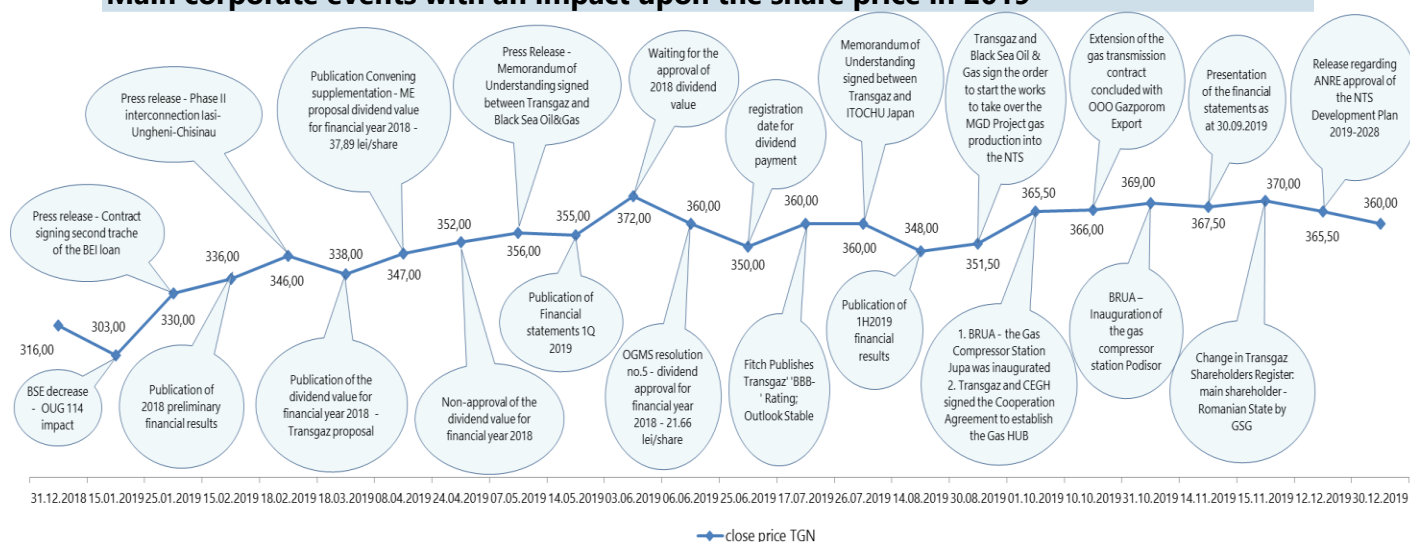 Main corporate events with an impact upon the share price in 2019
Press release - Contract
signing second trache
of the BEI loan
Press release - Phase II
interconnection Iasi-
Ungheni-Chisinau
Publication Convening
supplementation - ME
proposal dividend value
for financial year 2018 -
37,89 lei/share
Press Release -
Memorandum of
Understanding signed
between Transgaz and
Black Sea Oil&Gas
Waiting for the
approval of
2018 dividend
value
registration
date for
dividend
payment
Memorandum of
Understanding
signed between
Transgaz and
ITOCHU Japan
Transgaz and
Black Sea Oil &
Gas sign the order
to start the works
to take over the
MGD Project gas
production into
the NTS
Extension of the
gas transmission
contract
concluded with
OOO Gazporom
Export
Presentation
of the financial
statements as
at 30.09.2019
Release regarding
ANRE approval of
the NTS
Development Plan
2019-2028
316,00
303,00
330,00
336,00
346,00
338,00
347,00
352,00
356,00
355,00
372,00
360,00
350,00
360,00
360,00
348,00
351,50
365,50
366,00
369,00
367,50
370,00
365,50
360,00
BSE decrease
- OUG 114
impact
Publication of
2018 preliminary
financial results
Publication of the
dividend value for
financial year 2018 -
Transgaz proposal
Non-approval of the
dividend value for
financial year 2018
Publication of
Financial
statements 1Q
2019
OGMS resolution
no.5 - dividend
approval for
financial year
2018 - 21.66
lei/share
Fitch Publishes
Transgaz' 'BBB-
' Rating;
Outlook Stable
Publication of
1H2019
financial
results
1. BRUA - the Gas
Compressor Station
Jupa was inaugurated
2. Transgaz and CEGH
signed the Cooperation
Agreement to establish
the Gas HUB
BRUA –
Inauguration of
the gas
compressor
station Podisor
Change in Transgaz
Shareholders Register:
main shareholder -
Romanian State by
GSG
31.12.2018 15.01.2019 25.01.2019 15.02.2019 18.02.2019 18.03.2019 08.04.2019 24.04.2019 07.05.2019 14.05.2019 03.06.2019 06.06.2019 25.06.2019 17.07.2019 26.07.2019 14.08.2019 30.08.2019 01.10.2019 10.10.2019 31.10.2019 14.11.2019 15.11.2019 12.12.2019 30.12.2019
close price TGN